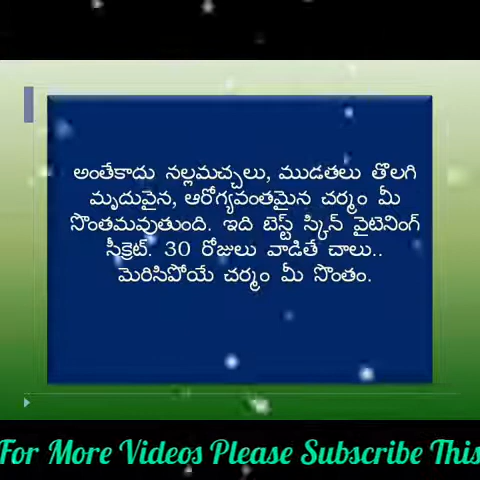 అంతేకాదు నల్లమచ్చలు, ముడతలు తొలగి
మృదువైన, ఆరోగ్యవంతమైన చర్మం మీ
సొంతమవుతుంది. ఇది బెస్ట్ స్కిన్ వైటెనింగ్
సీక్రెట్. 30 రోజులు వాడితే చాలు..
మెరిసిపోయే చర్మం మీ సొంతం.
For More Videos Please Subscribe This